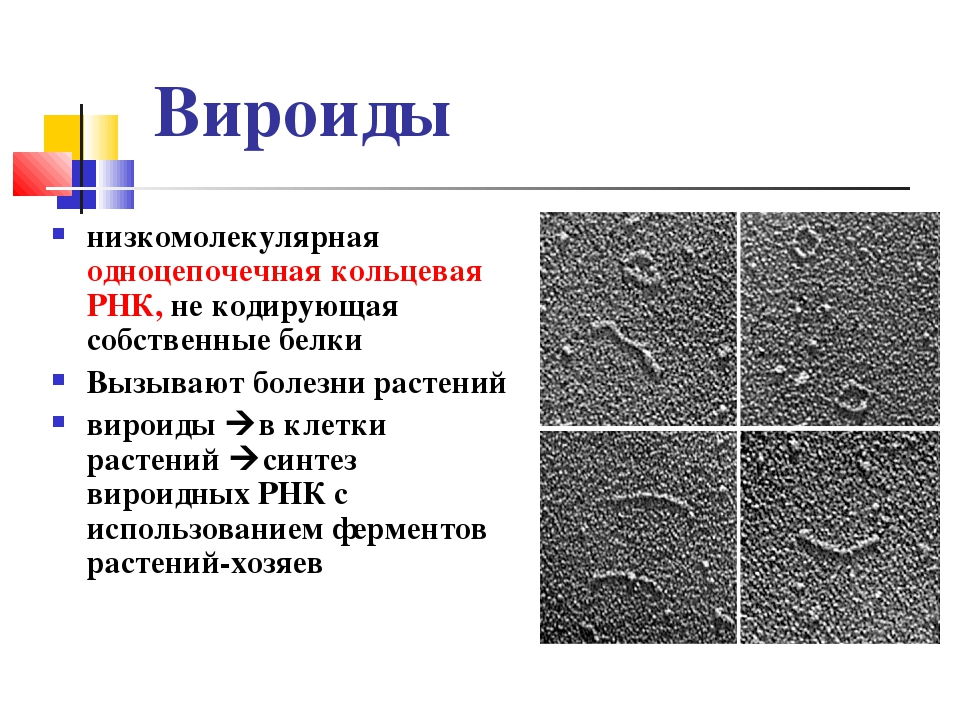 Вироиды
низкомолекулярная
одноцепочечная кольцевая
РНК, не кодирующая
собственные белки
Вызывают болезни растений
вироиды → в клетки
растений → синтез
вироидных РНК с
использованием ферментов
растений-хозяев